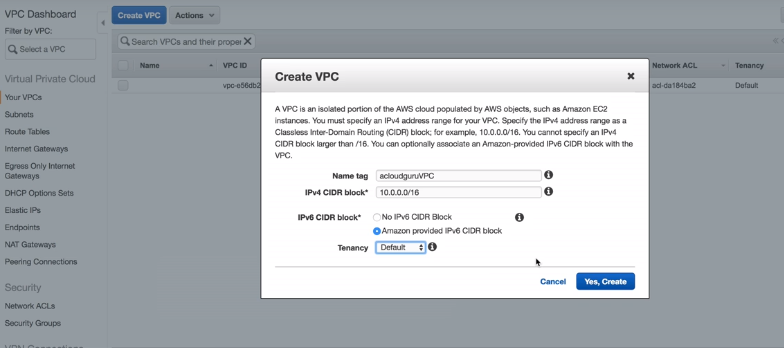 VPC Dashboard
Filter by VPC:
Select a VPC
Virtual Private Cloud
Your VPCs
Subnets
Route Tables
Internet Gateways
Egress Only Internet
Gateways
DHCP Options Sets
Elastic IPs
Endpoints
NAT Gateways
Peering Connections
Security
Network ACLs
Security Groups
VPN Connections
Create VPC Actions
Search VPCs and their proper
Name VPC ID Network ACL Tenancy
vpc-e56db2 acl-da184ba2 Default
Create VPC
A VPC is an isolated portion of the AWS cloud populated by AWS objects, such as Amazon EC2
instances. You must specify an IPv4 address range for your VPC. Specify the IPv4 address range as a
Classless Inter-Domain Routing (CIDR) block; for example, 10.0.0.0/16. You cannot specify an IPv4
CIDR block larger than /16. You can optionally associate an Amazon-provided IPv6 CIDR block with the
VPC.
Name tag acloudguruVPC
IPv4 CIDR block* 10.0.0.0/16
IPv6 CIDR block* No IPv6 CIDR Block
Amazon provided IPv6 CIDR block
Tenancy Default
Cancel Yes, Create